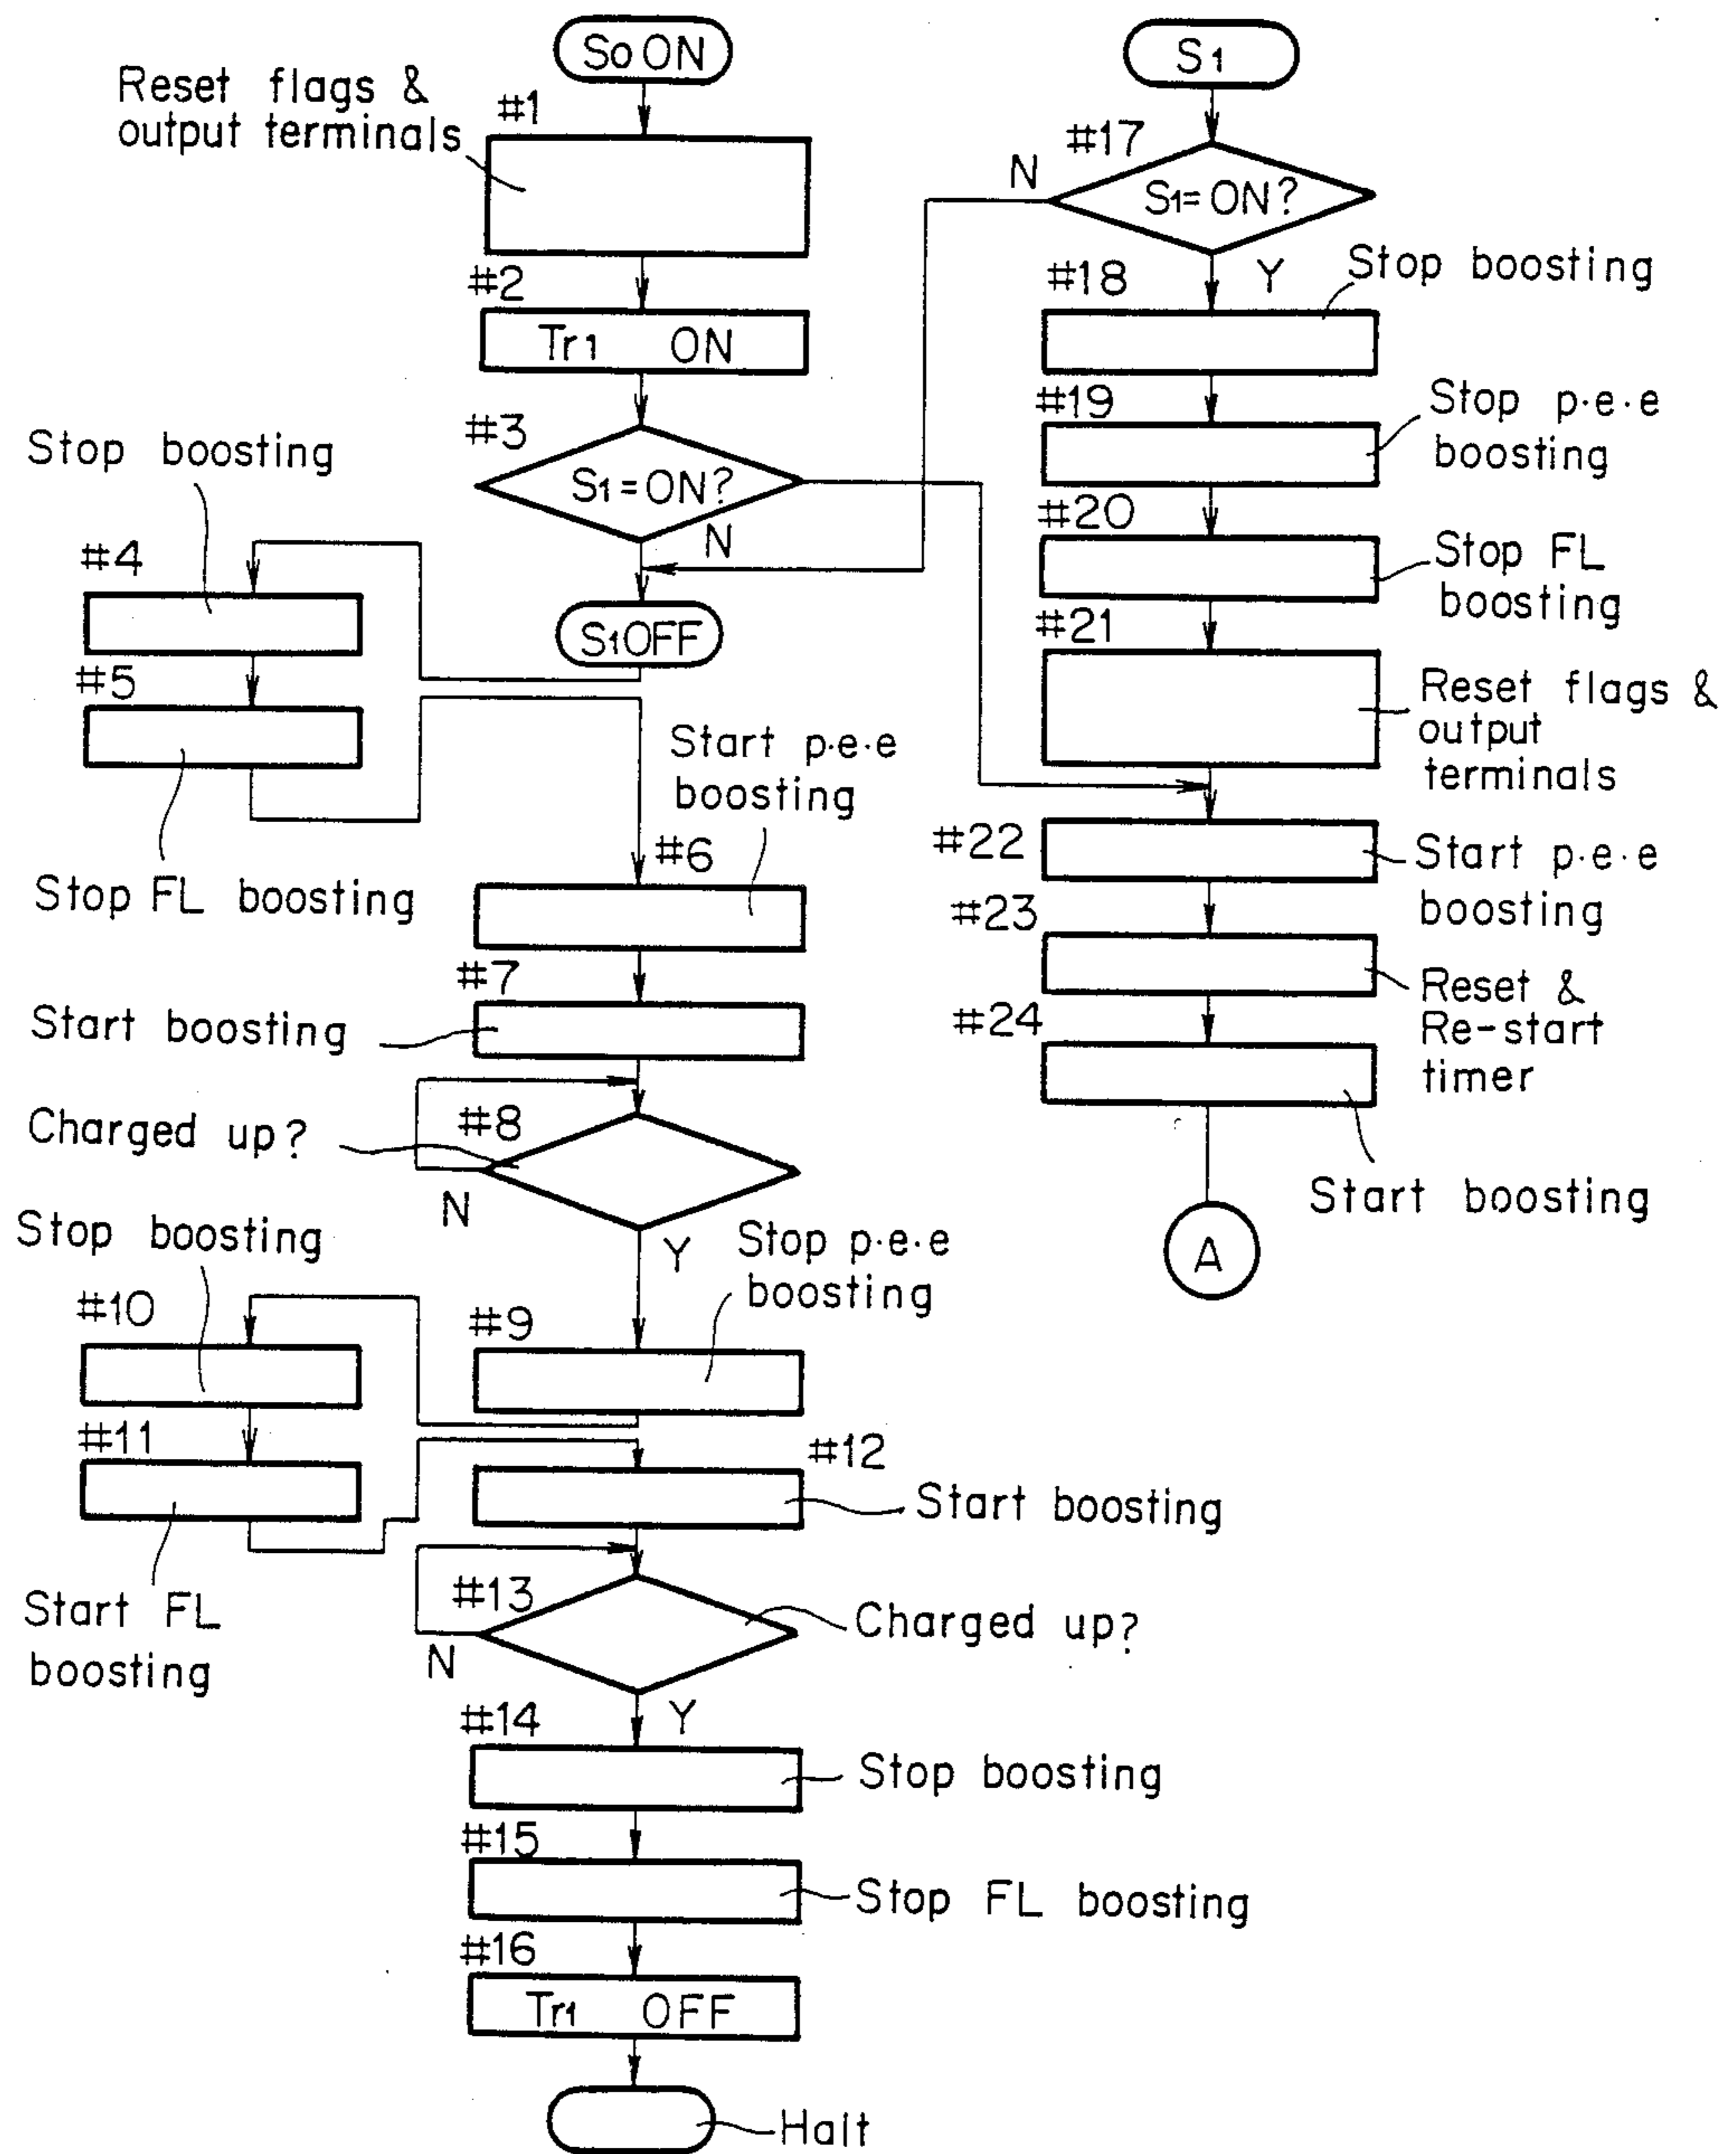 So ON
Reset flags &
output terminals
#1
#2
Tr1 ON
#3
S1 = ON?
N
S1OFF
Stop boosting
#4
#5
Stop FL boosting
Start p·e·e
boosting
#6
#7
Start boosting
#8
Charged up?
N
Y
Stop p·e·e
boosting
#9
Stop boosting
#10
#11
Start FL
boosting
#12
Start boosting
#13
Charged up?
N
Y
#14
Stop boosting
#15
Stop FL boosting
#16
Tr1 OFF
Halt
S1
#17
S1= ON?
N
Y
#18
Stop boosting
#19
Stop p·e·e
boosting
#20
Stop FL
boosting
#21
Reset flags &
output
terminals
#22
Start p·e·e
boosting
#23
Reset &
Re-start
timer
#24
Start boosting
A